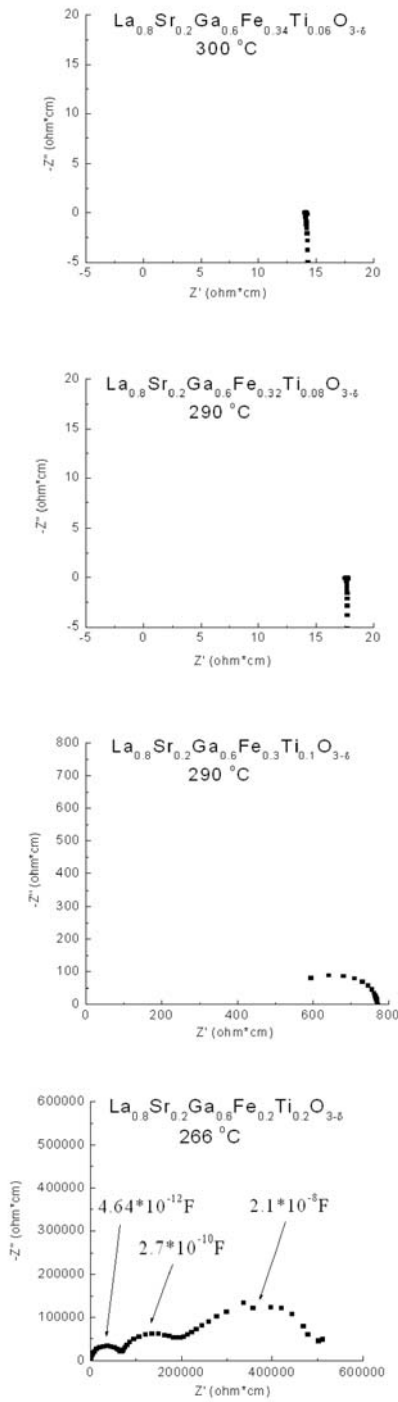 La0.8Sr0.2Ga0.6Fe0.34Ti0.06O3-δ
300 °C
20
15
10
5
0
-5
-Z'' (ohm*cm)
-5 0 5 10 15 20
Z' (ohm*cm)
La0.8Sr0.2Ga0.6Fe0.32Ti0.08O3-δ
290 °C
20
15
10
5
0
-5
-Z'' (ohm*cm)
-5 0 5 10 15 20
Z' (ohm*cm)
La0.8Sr0.2Ga0.6Fe0.3Ti0.1O3-δ
290 °C
800
700
600
500
400
300
200
100
0
-Z'' (ohm*cm)
0 200 400 600 800
Z' (ohm*cm)
La0.8Sr0.2Ga0.6Fe0.2Ti0.2O3-δ
266 °C
600000
500000
400000
300000
200000
100000
0
-Z'' (ohm*cm)
4.64*10-12F
2.7*10-10F
2.1*10-8F
0 200000 400000 600000
Z' (ohm*cm)